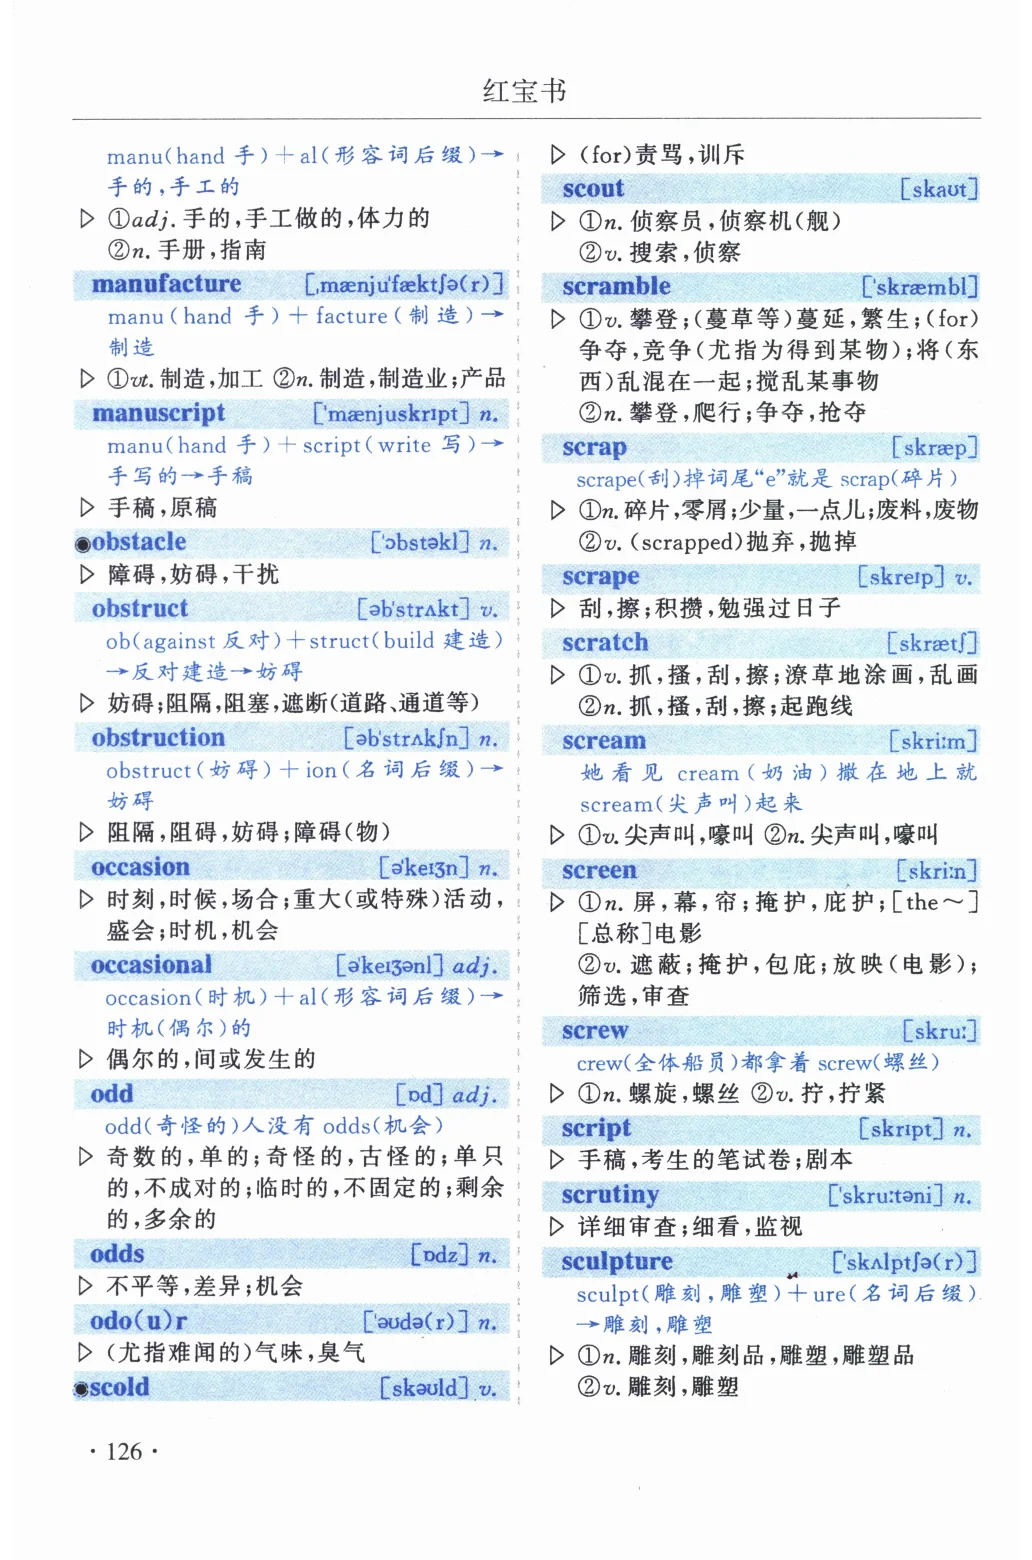 红宝书
manu(hand 手)＋al(形容词后缀)→
手的,手工的
▷ ①adj. 手的,手工做的,体力的
②n. 手册,指南
manufacture [ˌmænjuˈfæktʃə(r)]
manu(hand 手)＋facture(制造)→
制造
▷ ①vt. 制造,加工 ②n. 制造,制造业;产品
manuscript [ˈmænjuskrɪpt] n.
manu(hand 手)＋script(write 写)→
手写的→手稿
▷ 手稿,原稿
◉obstacle [ˈɔbstəkl] n.
▷ 障碍,妨碍,干扰
obstruct [əbˈstrʌkt] v.
ob(against 反对)＋struct(build 建造)
→反对建造→妨碍
▷ 妨碍;阻隔,阻塞,遮断(道路、通道等)
obstruction [əbˈstrʌkʃn] n.
obstruct(妨碍)＋ion(名词后缀)→
妨碍
▷ 阻隔,阻碍,妨碍;障碍(物)
occasion [əˈkeɪʒn] n.
▷ 时刻,时候,场合;重大(或特殊)活动,
盛会;时机,机会
occasional [əˈkeɪʒənl] adj.
occasion(时机)＋al(形容词后缀)→
时机(偶尔)的
▷ 偶尔的,间或发生的
odd [ɒd] adj.
odd(奇怪的)人没有 odds(机会)
▷ 奇数的,单的;奇怪的,古怪的;单只
的,不成对的;临时的,不固定的;剩余
的,多余的
odds [ɒdz] n.
▷ 不平等,差异;机会
odo(u)r [ˈəʊdə(r)] n.
▷ (尤指难闻的)气味,臭气
◉scold [skəʊld] v.
▷ (for)责骂,训斥
scout [skaʊt]
▷ ①n. 侦察员,侦察机(舰)
②v. 搜索,侦察
scramble [ˈskræmbl]
▷ ①v. 攀登;(蔓草等)蔓延,繁生;(for)
争夺,竞争(尤指为得到某物);将(东
西)乱混在一起;搅乱某事物
②n. 攀登,爬行;争夺,抢夺
scrap [skræp]
scrape(刮)掉词尾“e”就是 scrap(碎片)
▷ ①n. 碎片,零屑;少量,一点儿;废料,废物
②v. (scrapped)抛弃,抛掉
scrape [skreɪp] v.
▷ 刮,擦;积攒,勉强过日子
scratch [skrætʃ]
▷ ①v. 抓,搔,刮,擦;潦草地涂画,乱画
②n. 抓,搔,刮,擦;起跑线
scream [skriːm]
她看见 cream(奶油)撒在地上就
scream(尖声叫)起来
▷ ①v. 尖声叫,嚎叫 ②n. 尖声叫,嚎叫
screen [skriːn]
▷ ①n. 屏,幕,帘;掩护,庇护;[the～]
[总称]电影
②v. 遮蔽;掩护,包庇;放映(电影);
筛选,审查
screw [skruː]
crew(全体船员)都拿着 screw(螺丝)
▷ ①n. 螺旋,螺丝 ②v. 拧,拧紧
script [skrɪpt] n.
▷ 手稿,考生的笔试卷;剧本
scrutiny [ˈskruːtəni] n.
▷ 详细审查;细看,监视
sculpture [ˈskʌlptʃə(r)]
sculpt(雕刻,雕塑)＋ure(名词后缀)
→雕刻,雕塑
▷ ①n. 雕刻,雕刻品,雕塑,雕塑品
②v. 雕刻,雕塑
·126·